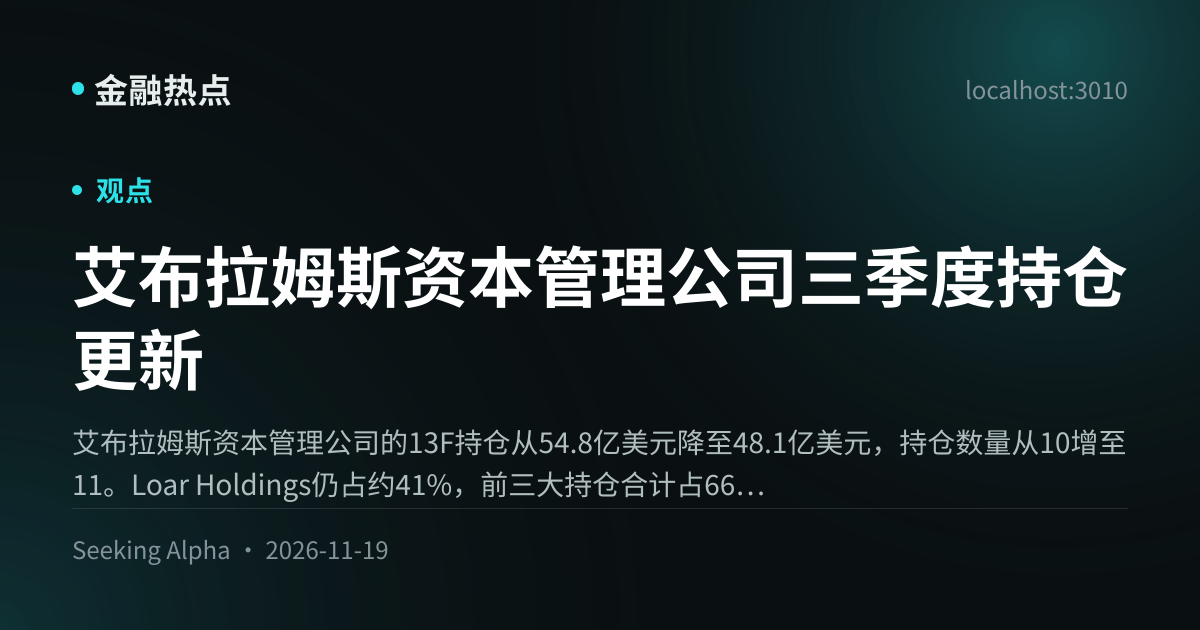 金融热点
localhost:3010
观点
艾布拉姆斯资本管理公司三季度持仓
更新
艾布拉姆斯资本管理公司的13F持仓从54.8亿美元降至48.1亿美元，持仓数量从10增至
11。Loar Holdings仍占约41%，前三大持仓合计占66…
Seeking Alpha · 2026-11-19